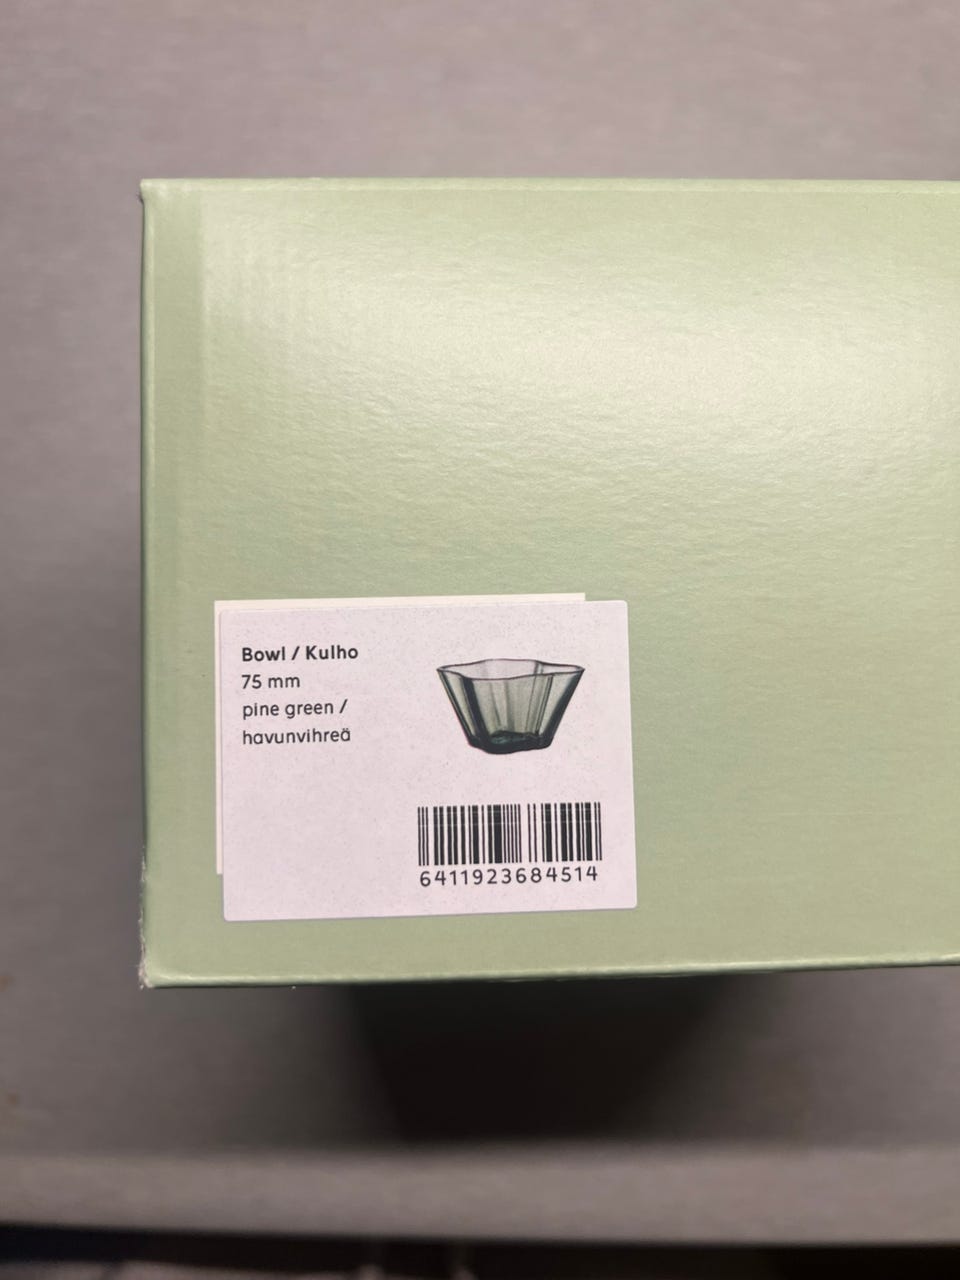 Bowl / Kulho
75 mm
pine green /
havunvihreä
6411923684514